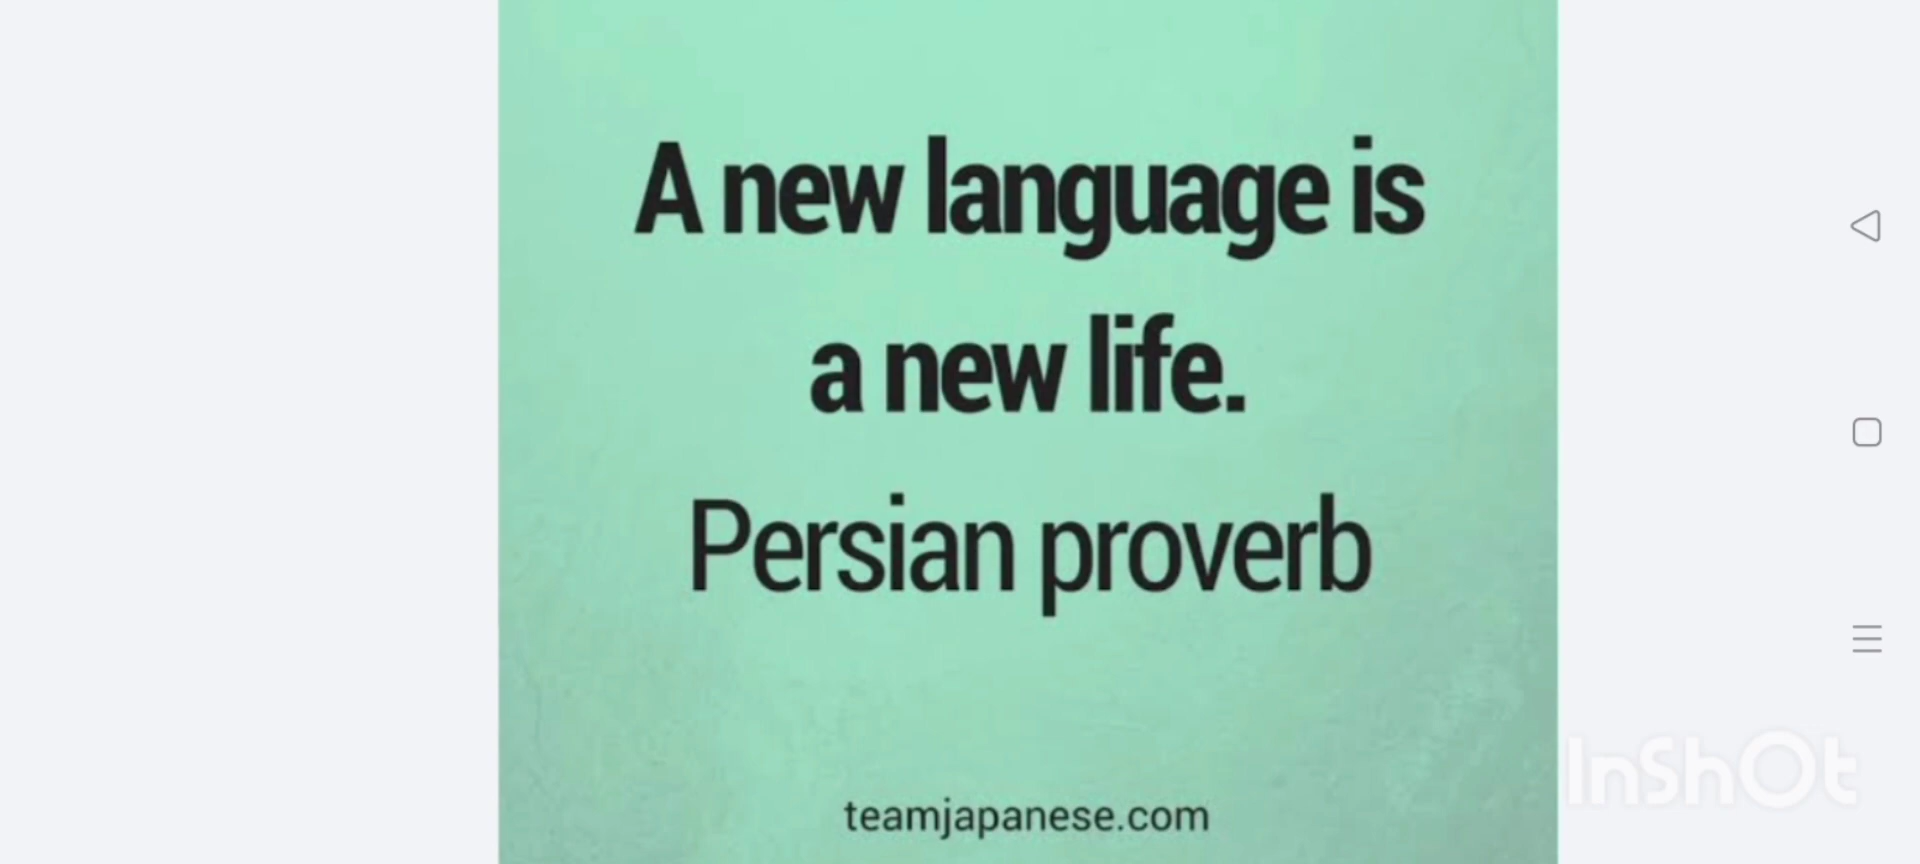 A new language is
a new life.
Persian proverb
teamjapanese.com
InShOt